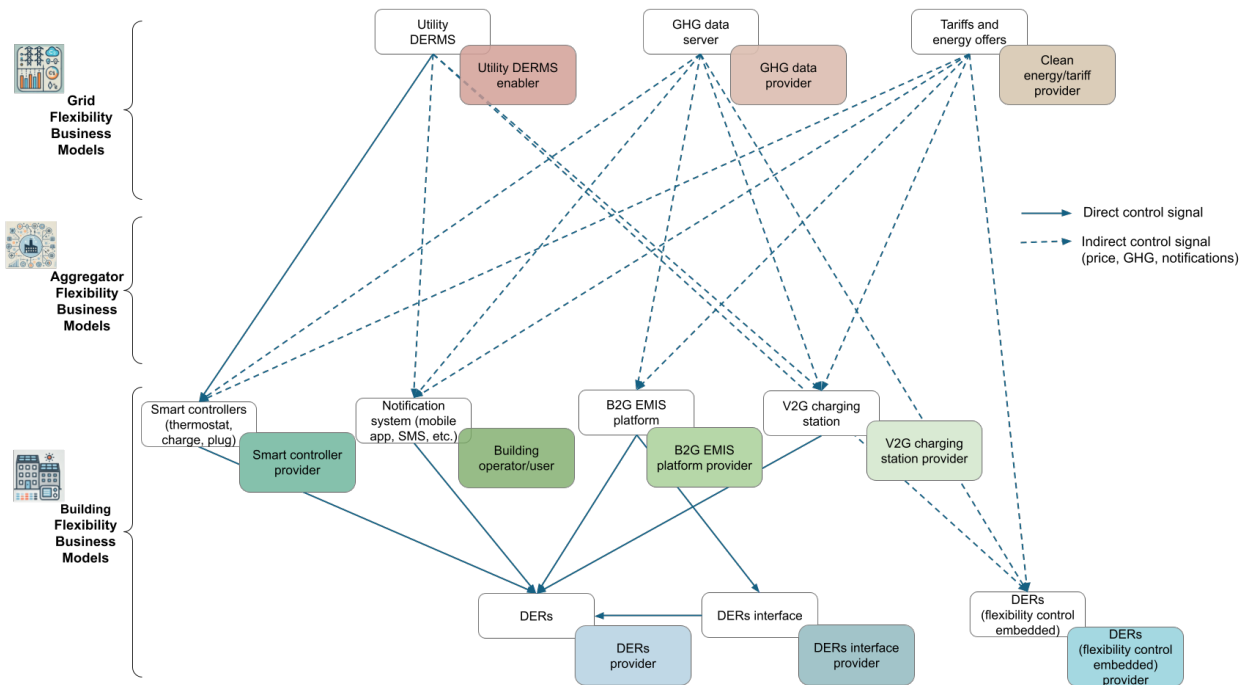 Utility
DERMS
Utility DERMS
enabler
GHG data
server
GHG data
provider
Tariffs and
energy offers
Clean
energy/tariff
provider
Grid
Flexibility
Business
Models
Direct control signal
Indirect control signal
(price, GHG, notifications)
Aggregator
Flexibility
Business
Models
Smart controllers
(thermostat,
charge, plug)
Smart controller
provider
Notification
system (mobile
app, SMS, etc.)
Building
operator/user
B2G EMIS
platform
B2G EMIS
platform provider
V2G charging
station
V2G charging
station provider
Building
Flexibility
Business
Models
DERs
DERs
provider
DERs interface
DERs interface
provider
DERs
(flexibility control
embedded)
DERs
(flexibility control
embedded)
provider